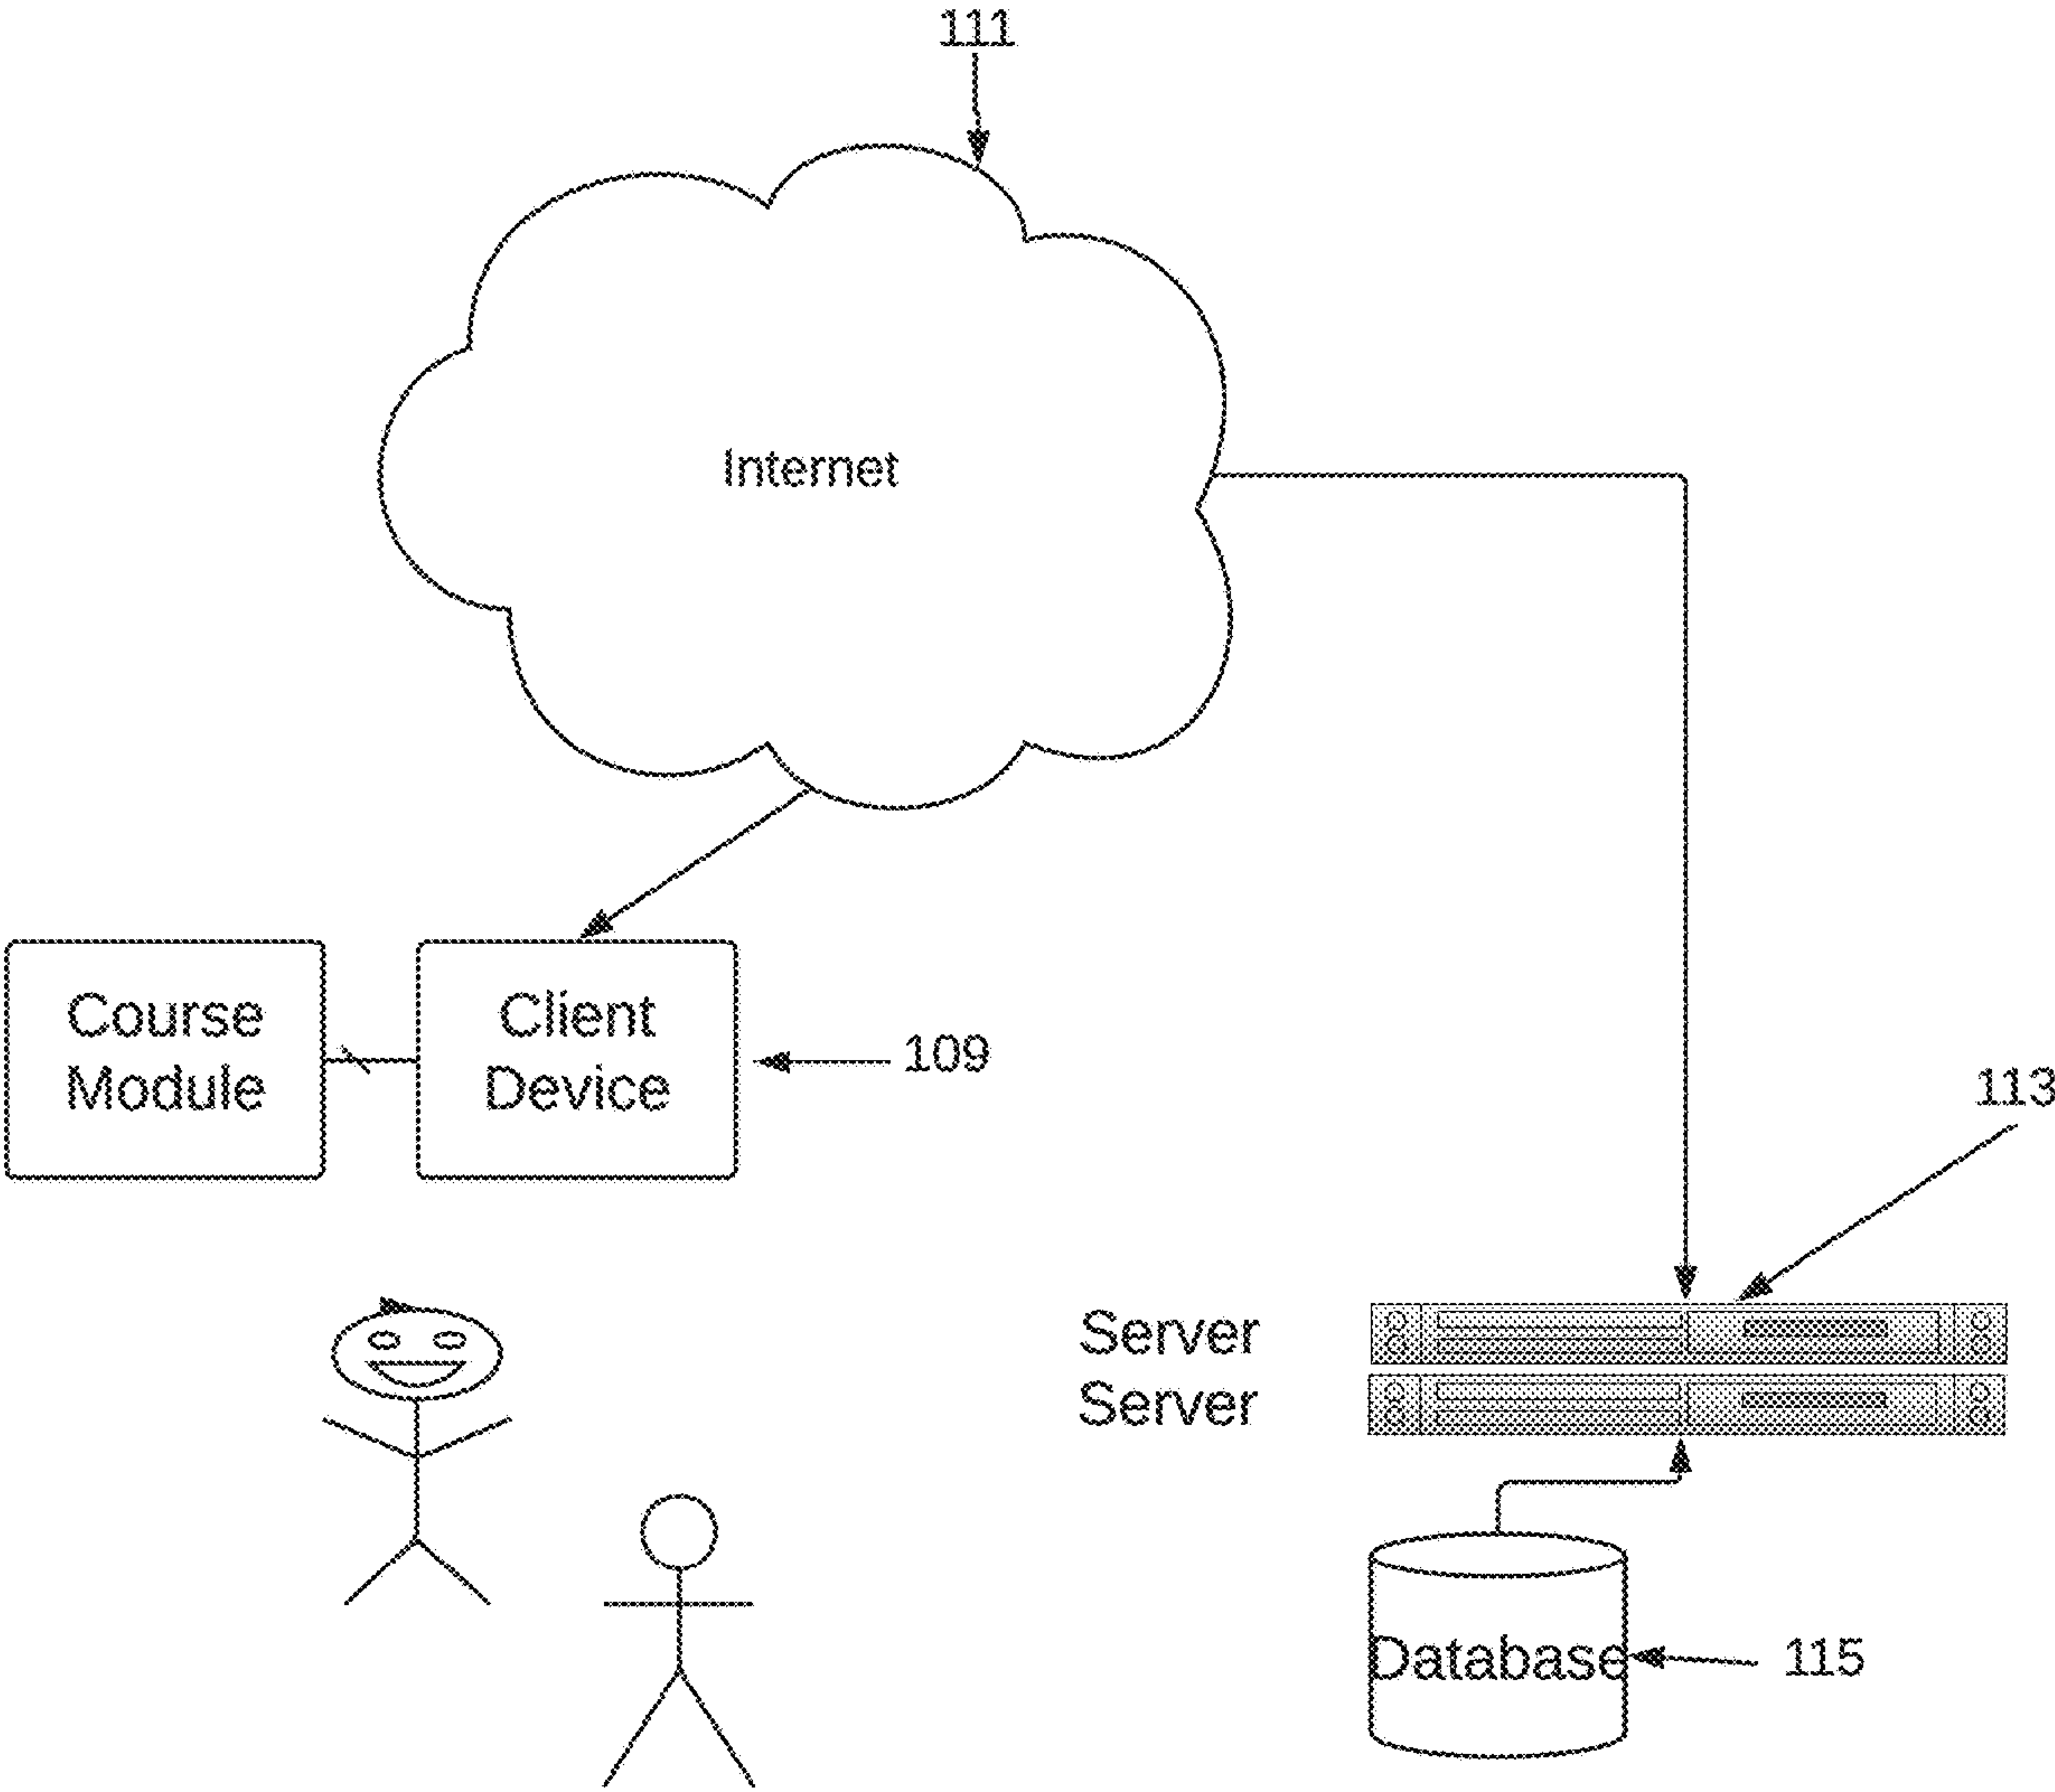 111
Internet
Course
Module
Client
Device
109
113
Server
Server
Database
115